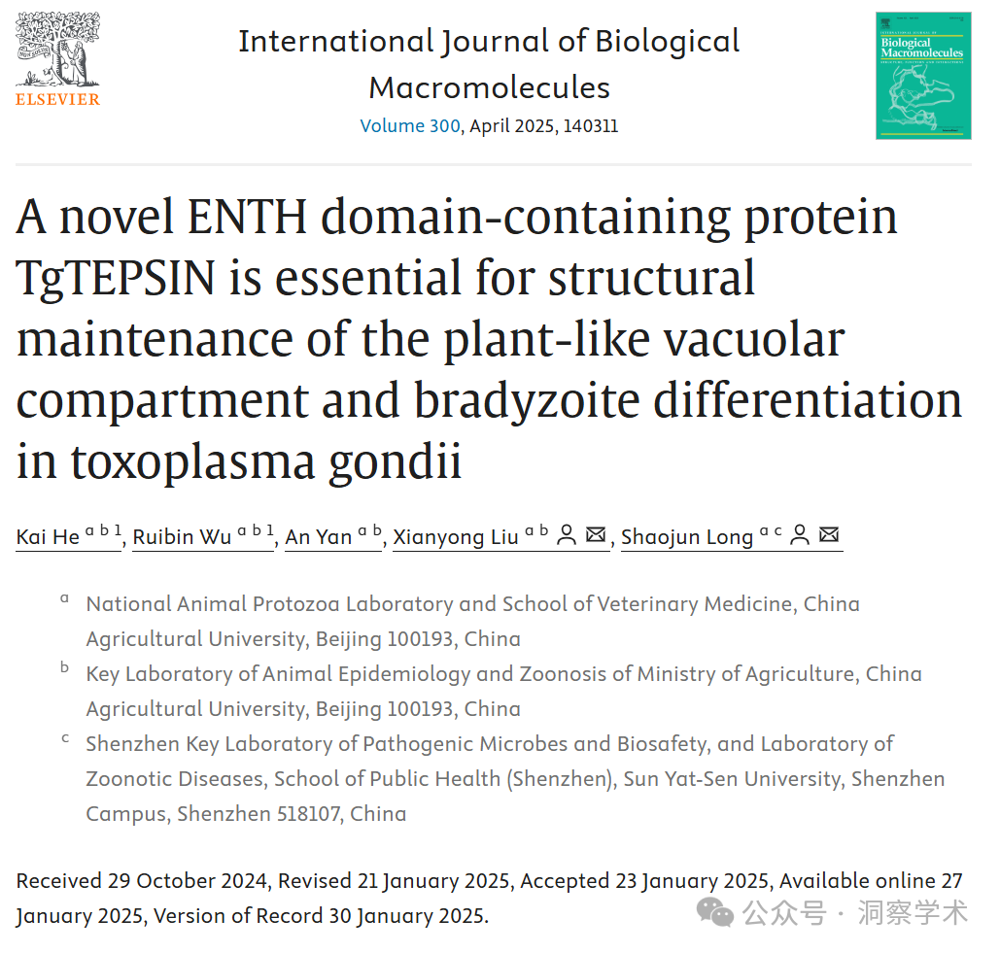 ELSEVIER
International Journal of Biological
Macromolecules
Volume 300, April 2025, 140311
Biological
Macromolecules
A novel ENTH domain-containing protein
TgTEPSIN is essential for structural
maintenance of the plant-like vacuolar
compartment and bradyzoite differentiation
in toxoplasma gondii
Kai He a b 1, Ruibin Wu a b 1, An Yan a b, Xianyong Liu a b, Shaojun Long a c
a National Animal Protozoa Laboratory and School of Veterinary Medicine, China
Agricultural University, Beijing 100193, China
b Key Laboratory of Animal Epidemiology and Zoonosis of Ministry of Agriculture, China
Agricultural University, Beijing 100193, China
c Shenzhen Key Laboratory of Pathogenic Microbes and Biosafety, and Laboratory of
Zoonotic Diseases, School of Public Health (Shenzhen), Sun Yat-Sen University, Shenzhen
Campus, Shenzhen 518107, China
Received 29 October 2024, Revised 21 January 2025, Accepted 23 January 2025, Available online 27
January 2025, Version of Record 30 January 2025.
公众号 · 洞察学术